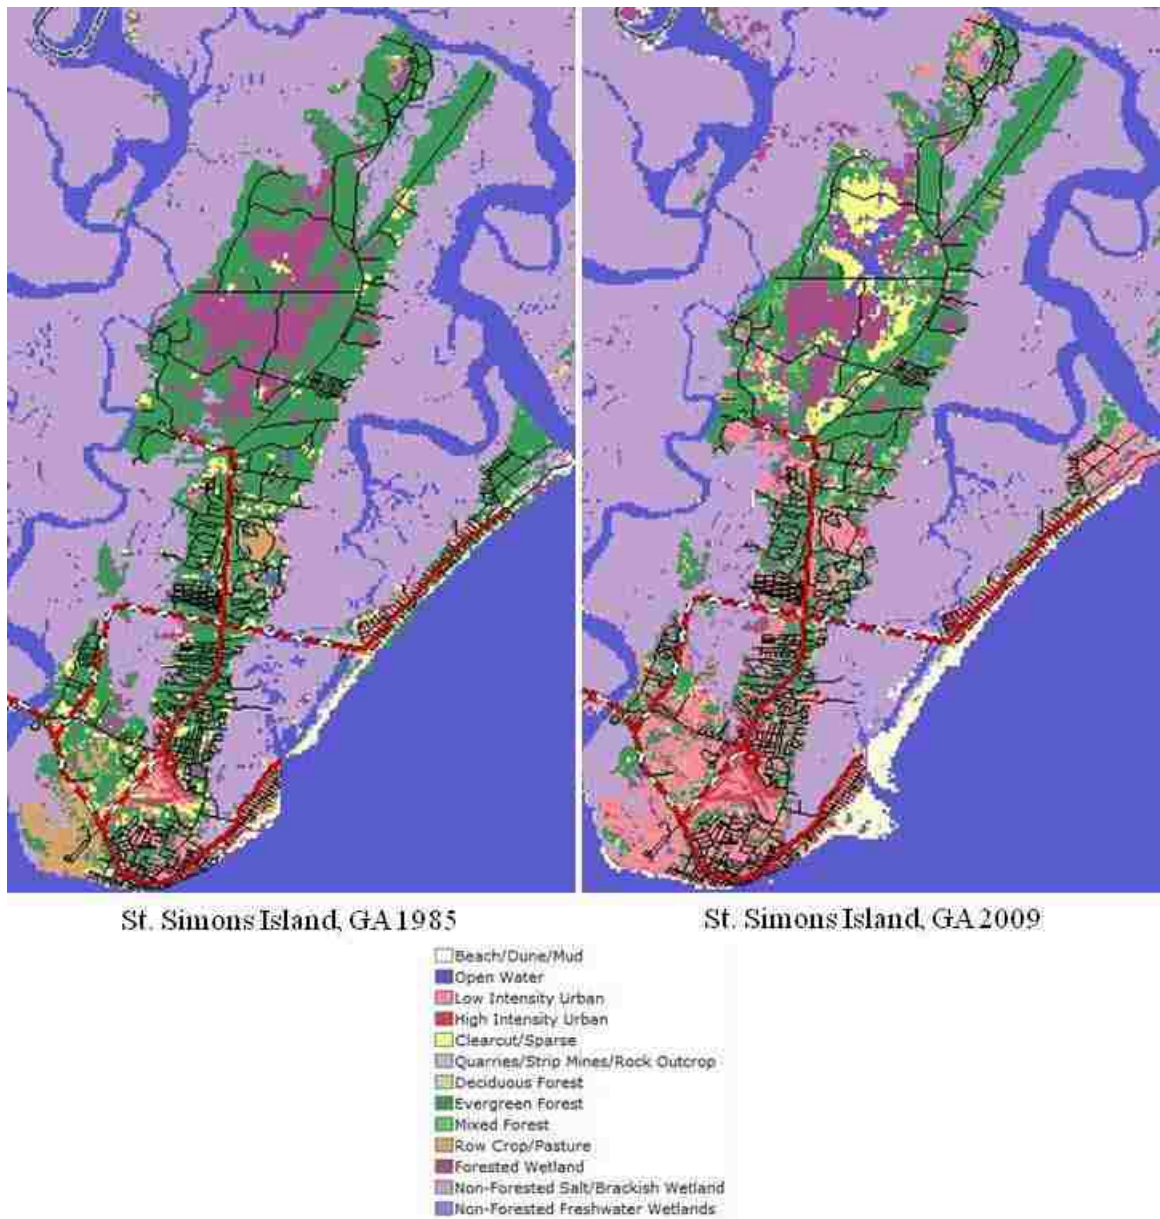 St. Simons Island, GA 1985
St. Simons Island, GA 2009
Beach/Dune/Mud
Open Water
Low Intensity Urban
High Intensity Urban
Clearcut/Sparse
Quarries/Strip Mines/Rock Outcrop
Deciduous Forest
Evergreen Forest
Mixed Forest
Row Crop/Pasture
Forested Wetland
Non-Forested Salt/Brackish Wetland
Non-Forested Freshwater Wetlands